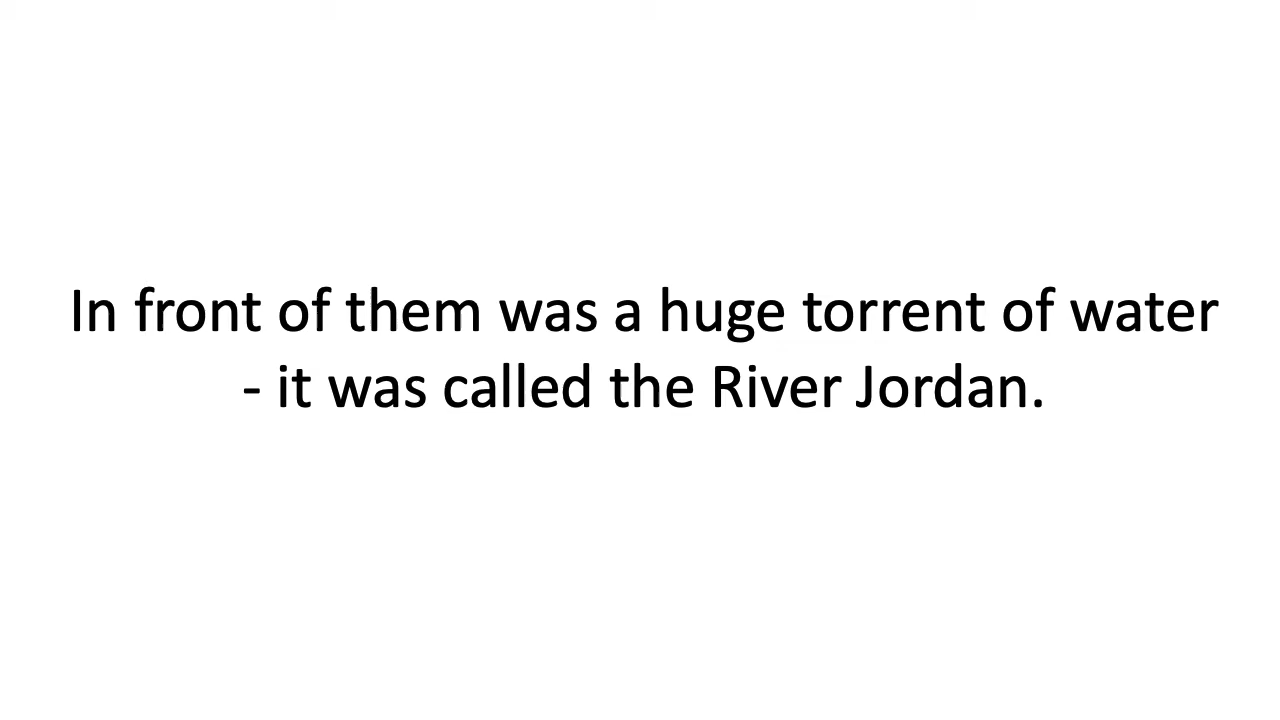 In front of them was a huge torrent of water
- it was called the River Jordan.